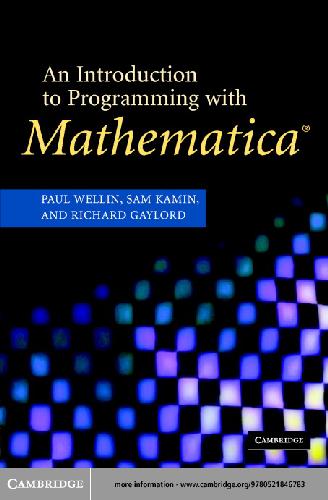 An Introduction
to Programming with
Mathematica®
PAUL WELLIN, SAM KAMIN,
AND RICHARD GAYLORD
CAMBRIDGE
CAMBRIDGE
more information - www.cambridge.org/9780521846783